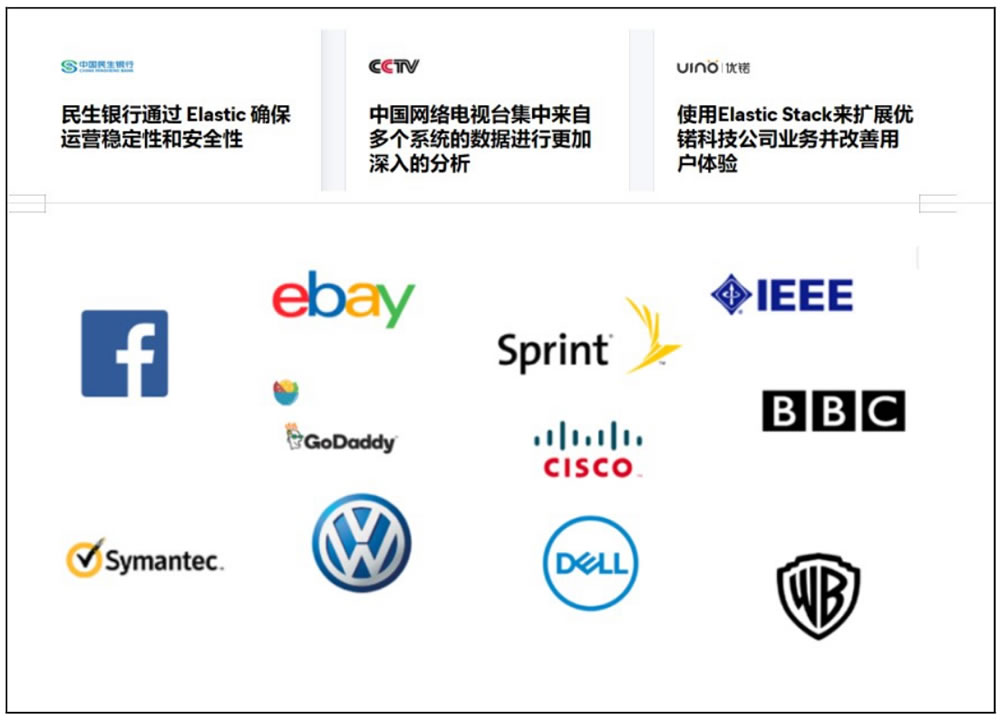 中国民生银行
CHINA MINSHENG BANK
民生银行通过 Elastic 确保
运营稳定性和安全性
CCTV
中国网络电视台集中来自
多个系统的数据进行更加
深入的分析
UINO 优锘
使用Elastic Stack来扩展优
锘科技公司业务并改善用
户体验
f
ebay
Sprint
IEEE
BBC
GoDaddy
CISCO
Symantec.
VW
DELL
WB